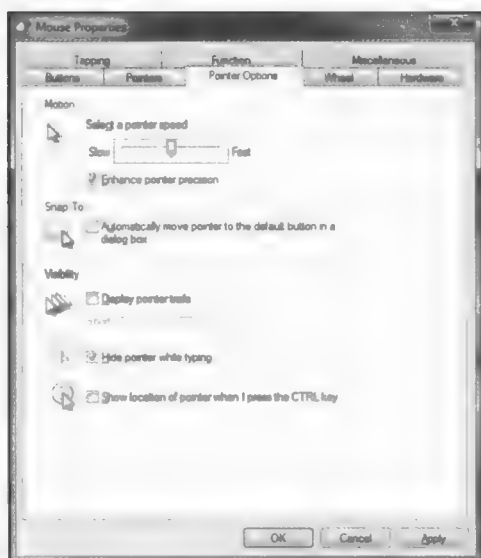 Mouse Properties
Tapping Function Miscellaneous
Buttons Pointers Pointer Options Wheel Hardware
Motion
Select a pointer speed
Slow Fast
Enhance pointer precision
Snap To
Automatically move pointer to the default button in a
dialog box
Visibility
Display pointer trails
Hide pointer while typing
Show location of pointer when I press the CTRL key
OK Cancel Apply